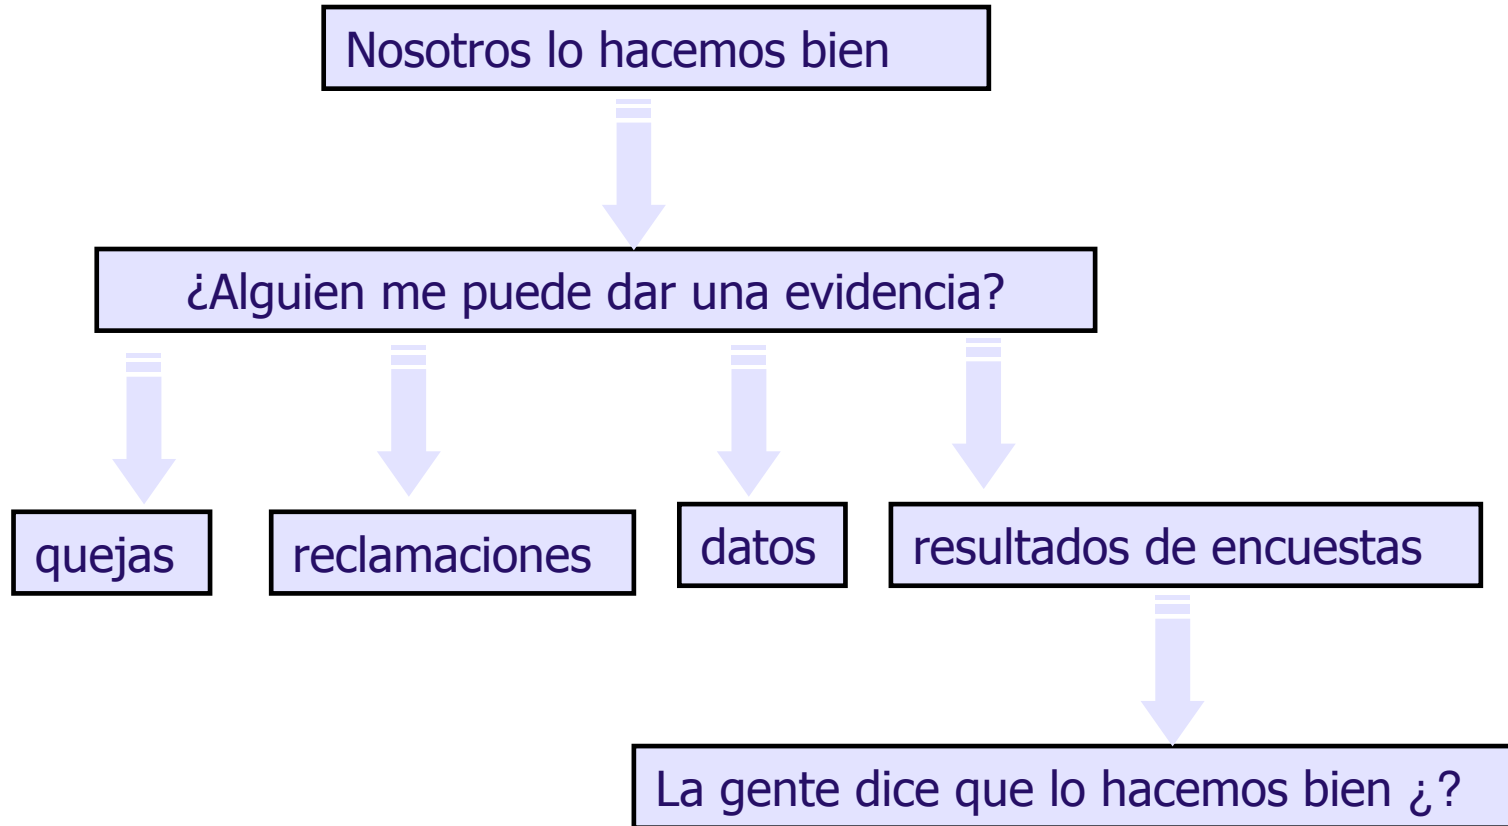 Nosotros lo hacemos bien
¿Alguien me puede dar una evidencia?
quejas
reclamaciones
datos
resultados de encuestas
La gente dice que lo hacemos bien ¿?